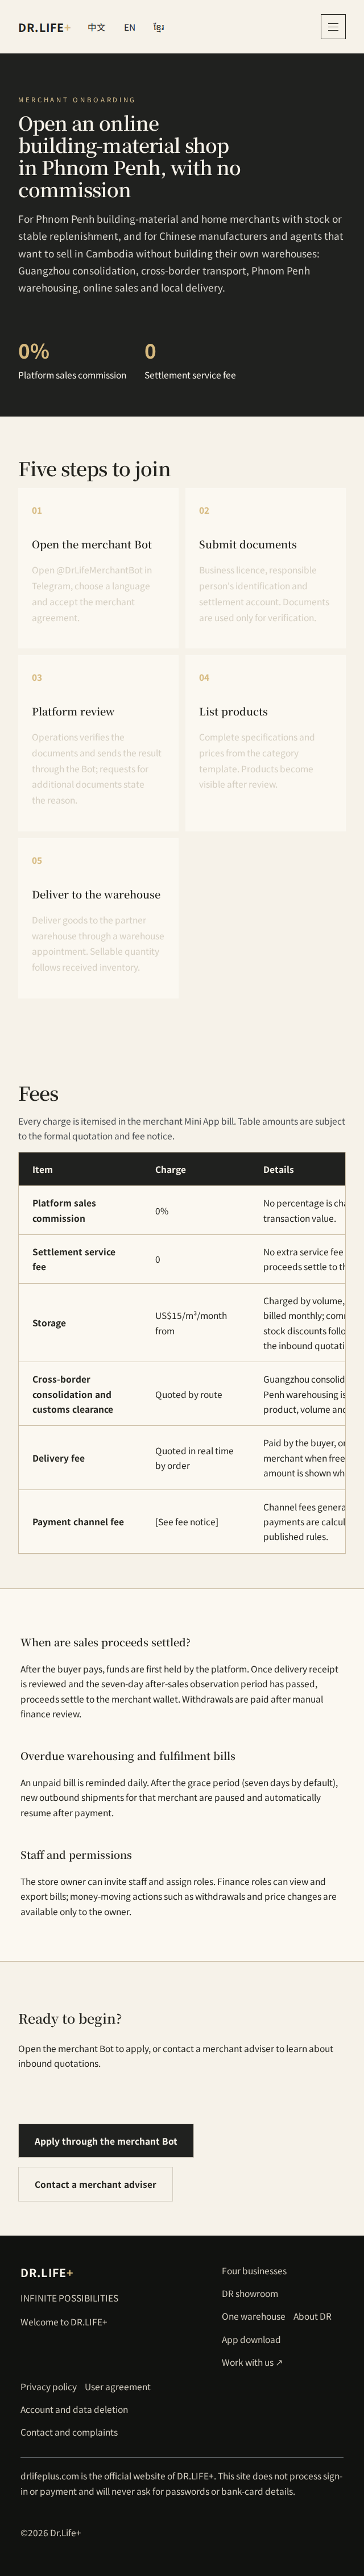 DR.LIFE+ 中文 EN ខ្មែរ
MERCHANT ONBOARDING
Open an online
building-material shop
in Phnom Penh, with no
commission
For Phnom Penh building-material and home merchants with stock or
stable replenishment, and for Chinese manufacturers and agents that
want to sell in Cambodia without building their own warehouses:
Guangzhou consolidation, cross-border transport, Phnom Penh
warehousing, online sales and local delivery.
0%
Platform sales commission
0
Settlement service fee
Five steps to join
01
Open the merchant Bot
Open @DrLifeMerchantBot in
Telegram, choose a language
and accept the merchant
agreement.
02
Submit documents
Business licence, responsible
person's identification and
settlement account. Documents
are used only for verification.
03
Platform review
Operations verifies the
documents and sends the result
through the Bot; requests for
additional documents state
the reason.
04
List products
Complete specifications and
prices from the category
template. Products become
visible after review.
05
Deliver to the warehouse
Deliver goods to the partner
warehouse through a warehouse
appointment. Sellable quantity
follows received inventory.
Fees
Every charge is itemised in the merchant Mini App bill. Table amounts are subject
to the formal quotation and fee notice.
Item Charge Details
Platform sales
commission
0%
No percentage is cha
transaction value.
Settlement service
fee
0
No extra service fee
proceeds settle to th
Storage
US$15/m³/month
from
Charged by volume,
billed monthly; com
stock discounts follo
the inbound quotati
Cross-border
consolidation and
customs clearance
Quoted by route
Guangzhou consolid
Penh warehousing is
product, volume and
Delivery fee
Quoted in real time
by order
Paid by the buyer, or
merchant when free
amount is shown wh
Payment channel fee
[See fee notice]
Channel fees genera
payments are calcul
published rules.
When are sales proceeds settled?
After the buyer pays, funds are first held by the platform. Once delivery receipt
is reviewed and the seven-day after-sales observation period has passed,
proceeds settle to the merchant wallet. Withdrawals are paid after manual
finance review.
Overdue warehousing and fulfilment bills
An unpaid bill is reminded daily. After the grace period (seven days by default),
new outbound shipments for that merchant are paused and automatically
resume after payment.
Staff and permissions
The store owner can invite staff and assign roles. Finance roles can view and
export bills; money-moving actions such as withdrawals and price changes are
available only to the owner.
Ready to begin?
Open the merchant Bot to apply, or contact a merchant adviser to learn about
inbound quotations.
Apply through the merchant Bot
Contact a merchant adviser
DR.LIFE+
INFINITE POSSIBILITIES
Welcome to DR.LIFE+
Four businesses
DR showroom
One warehouse About DR
App download
Work with us ↗
Privacy policy User agreement
Account and data deletion
Contact and complaints
drlifeplus.com is the official website of DR.LIFE+. This site does not process sign-
in or payment and will never ask for passwords or bank-card details.
©2026 Dr.Life+